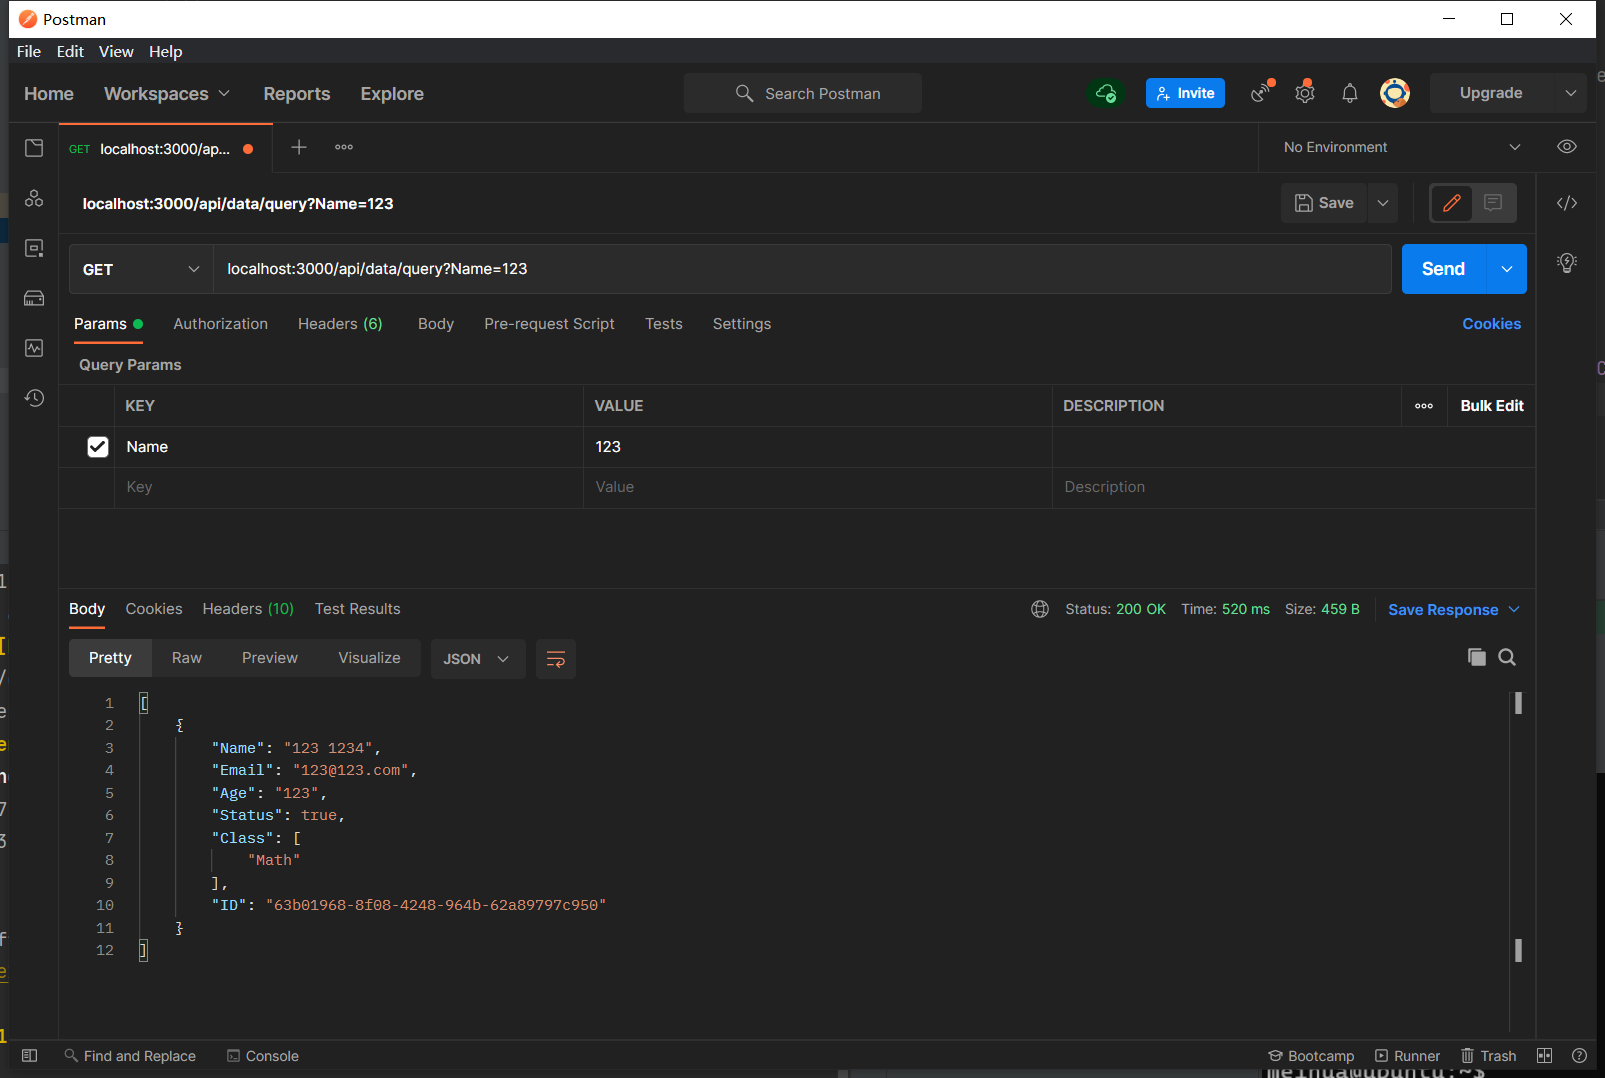 Postman
File Edit View Help
Home Workspaces Reports Explore Search Postman Invite Upgrade
GET localhost:3000/ap... No Environment
localhost:3000/api/data/query?Name=123 Save
GET localhost:3000/api/data/query?Name=123 Send
Params Authorization Headers (6) Body Pre-request Script Tests Settings Cookies
Query Params
KEY VALUE DESCRIPTION Bulk Edit
Name 123
Key Value Description
Body Cookies Headers (10) Test Results Status: 200 OK Time: 520 ms Size: 459 B Save Response
Pretty Raw Preview Visualize JSON
1 [
2 {
3 "Name": "123 1234",
4 "Email": "123@123.com",
5 "Age": "123",
6 "Status": true,
7 "Class": [
8 "Math"
9 ],
10 "ID": "63b01968-8f08-4248-964b-62a89797c950"
11 }
12 ]
Find and Replace Console Bootcamp Runner Trash
meihua@ubuntu:~$